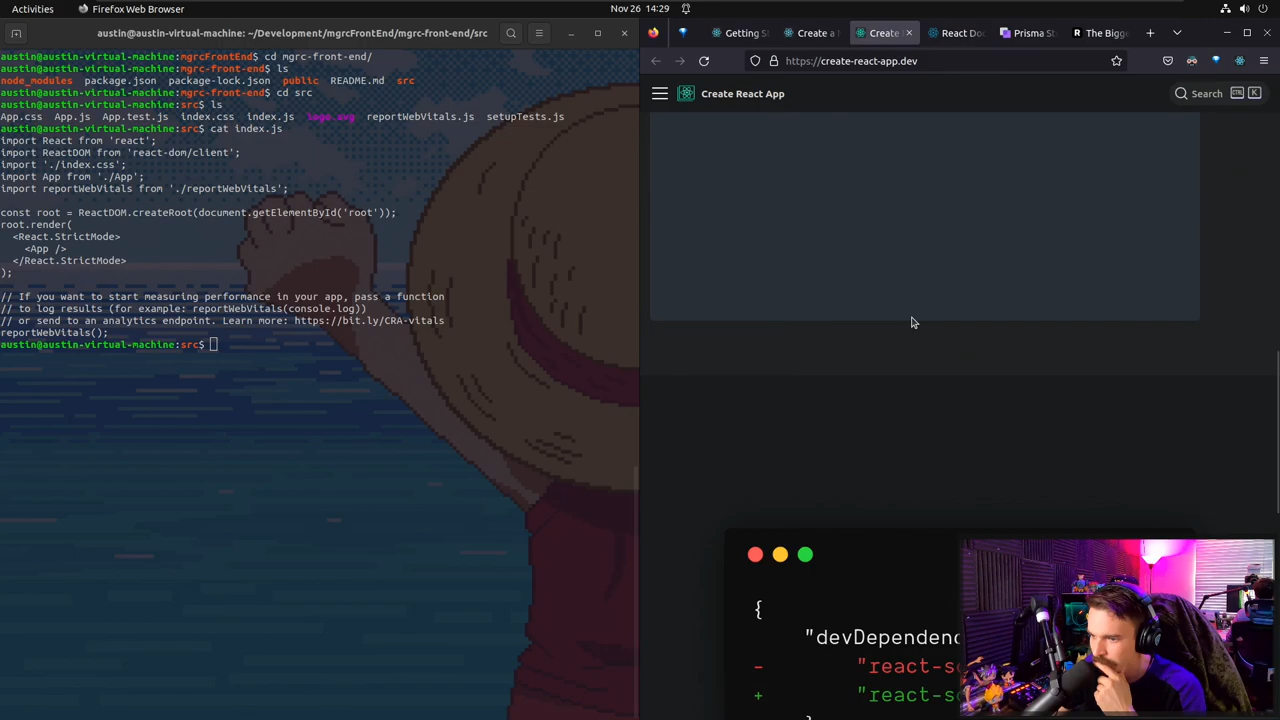 Activities
Firefox Web Browser
Nov 26 14:29
austin@austin-virtual-machine: ~/Development/mgrcFrontEnd/mgrc-front-end/src
austin@austin-virtual-machine:mgrcFrontEnd$ cd mgrc-front-end/
austin@austin-virtual-machine:mgrc-front-end$ ls
node_modules package.json package-lock.json public README.md src
austin@austin-virtual-machine:mgrc-front-end$ cd src
austin@austin-virtual-machine:src$ ls
App.css App.js App.test.js index.css index.js logo.svg reportWebVitals.js setupTests.js
austin@austin-virtual-machine:src$ cat index.js
import React from 'react';
import ReactDOM from 'react-dom/client';
import './index.css';
import App from './App';
import reportWebVitals from './reportWebVitals';
const root = ReactDOM.createRoot(document.getElementById('root'));
root.render(
<React.StrictMode>
<App />
</React.StrictMode>
);
// If you want to start measuring performance in your app, pass a function
// to log results (for example: reportWebVitals(console.log))
// or send to an analytics endpoint. Learn more: https://bit.ly/CRA-vitals
reportWebVitals();
austin@austin-virtual-machine:src$
Getting S
Create a
Create
React Do
Prisma St
The Bigg
https://create-react-app.dev
Create React App
Search CTRL K
{
"devDependenc
- "react-s
+ "react-s
}